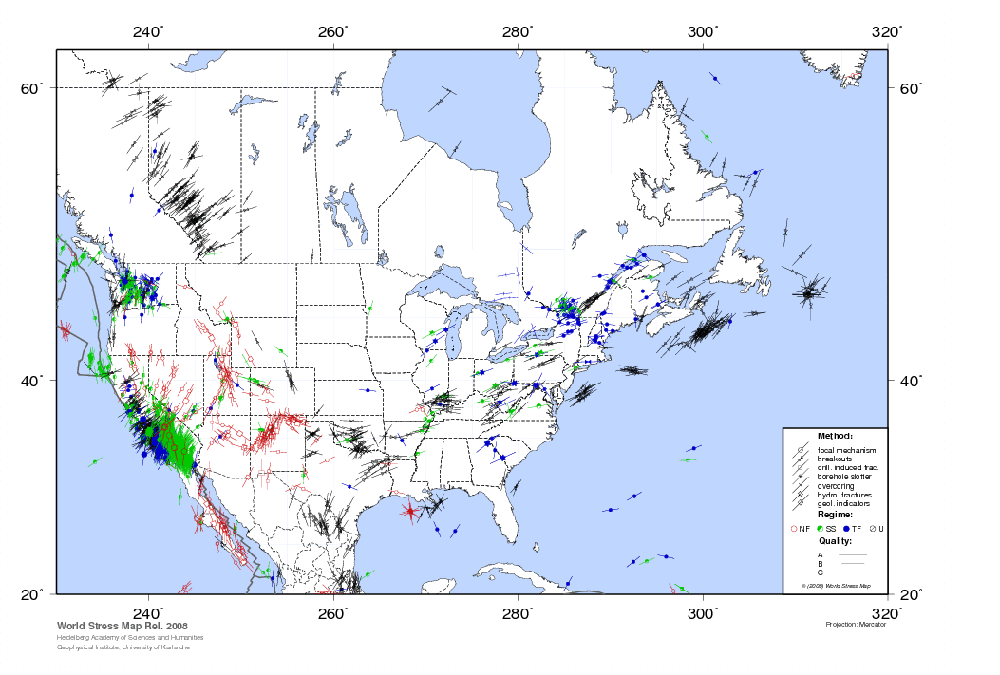 240° 260° 280° 300° 320°
60° 60°
40° 40°
Method:
focal mechanism
breakouts
drill. induced frac.
borehole slotter
overcoring
hydro. fractures
geol. indicators
Regime:
NF SS TF U
Quality:
A
B
C
© (2008) World Stress Map
20° 20°
240° 260° 280° 300° 320°
World Stress Map Rel. 2008
Projection: Mercator
Heidelberg Academy of Sciences and Humanities
Geophysical Institute, University of Karlsruhe